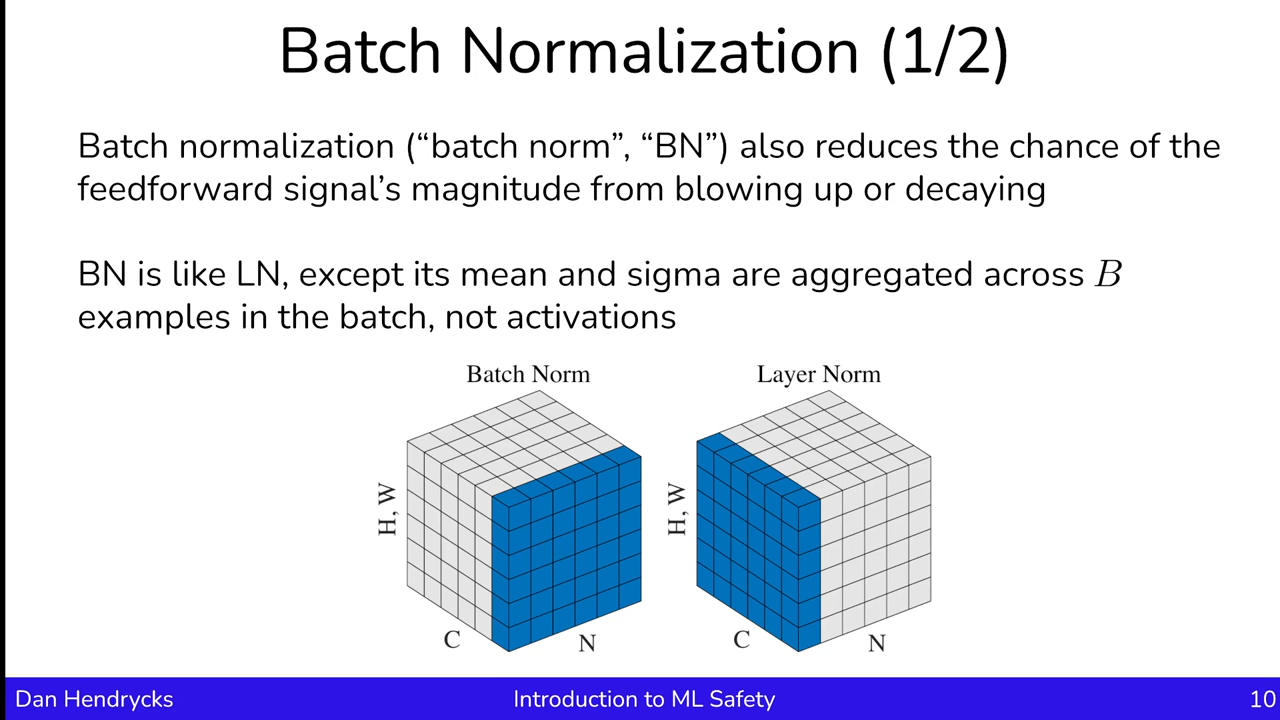 Batch Normalization (1/2)
Batch normalization (“batch norm”, “BN”) also reduces the chance of the
feedforward signal’s magnitude from blowing up or decaying
BN is like LN, except its mean and sigma are aggregated across B
examples in the batch, not activations
Batch Norm
H, W
C
N
Layer Norm
H, W
C
N
Dan Hendrycks
Introduction to ML Safety
10